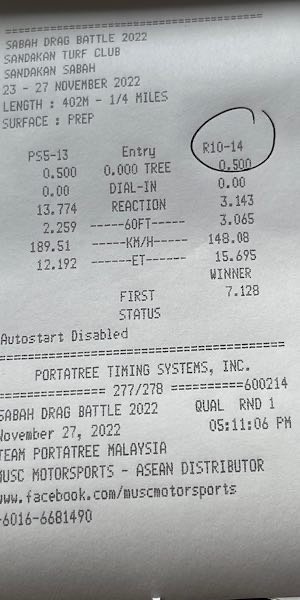 ================================
SABAH DRAG BATTLE 2022
SANDAKAN TURF CLUB
SANDAKAN SABAH
23 - 27 NOVEMBER 2022
LENGTH : 402M - 1/4 MILES
SURFACE : PREP
PS5-13 Entry R10-14
0.500 0.000 TREE 0.500
0.00 DIAL-IN 0.00
13.774 REACTION 3.143
2.259 -----60FT----- 3.065
189.51 -----KM/H----- 148.08
12.192 ------ET------ 15.695
WINNER
FIRST 7.128
STATUS
Autostart Disabled
================================
PORTATREE TIMING SYSTEMS, INC.
=============== 277/278 ==========600214
SABAH DRAG BATTLE 2022 QUAL RND 1
November 27, 2022 05:11:06 PM
TEAM PORTATREE MALAYSIA
MUSC MOTORSPORTS - ASEAN DISTRIBUTOR
www.facebook.com/muscmotorsports
-6016-6681490